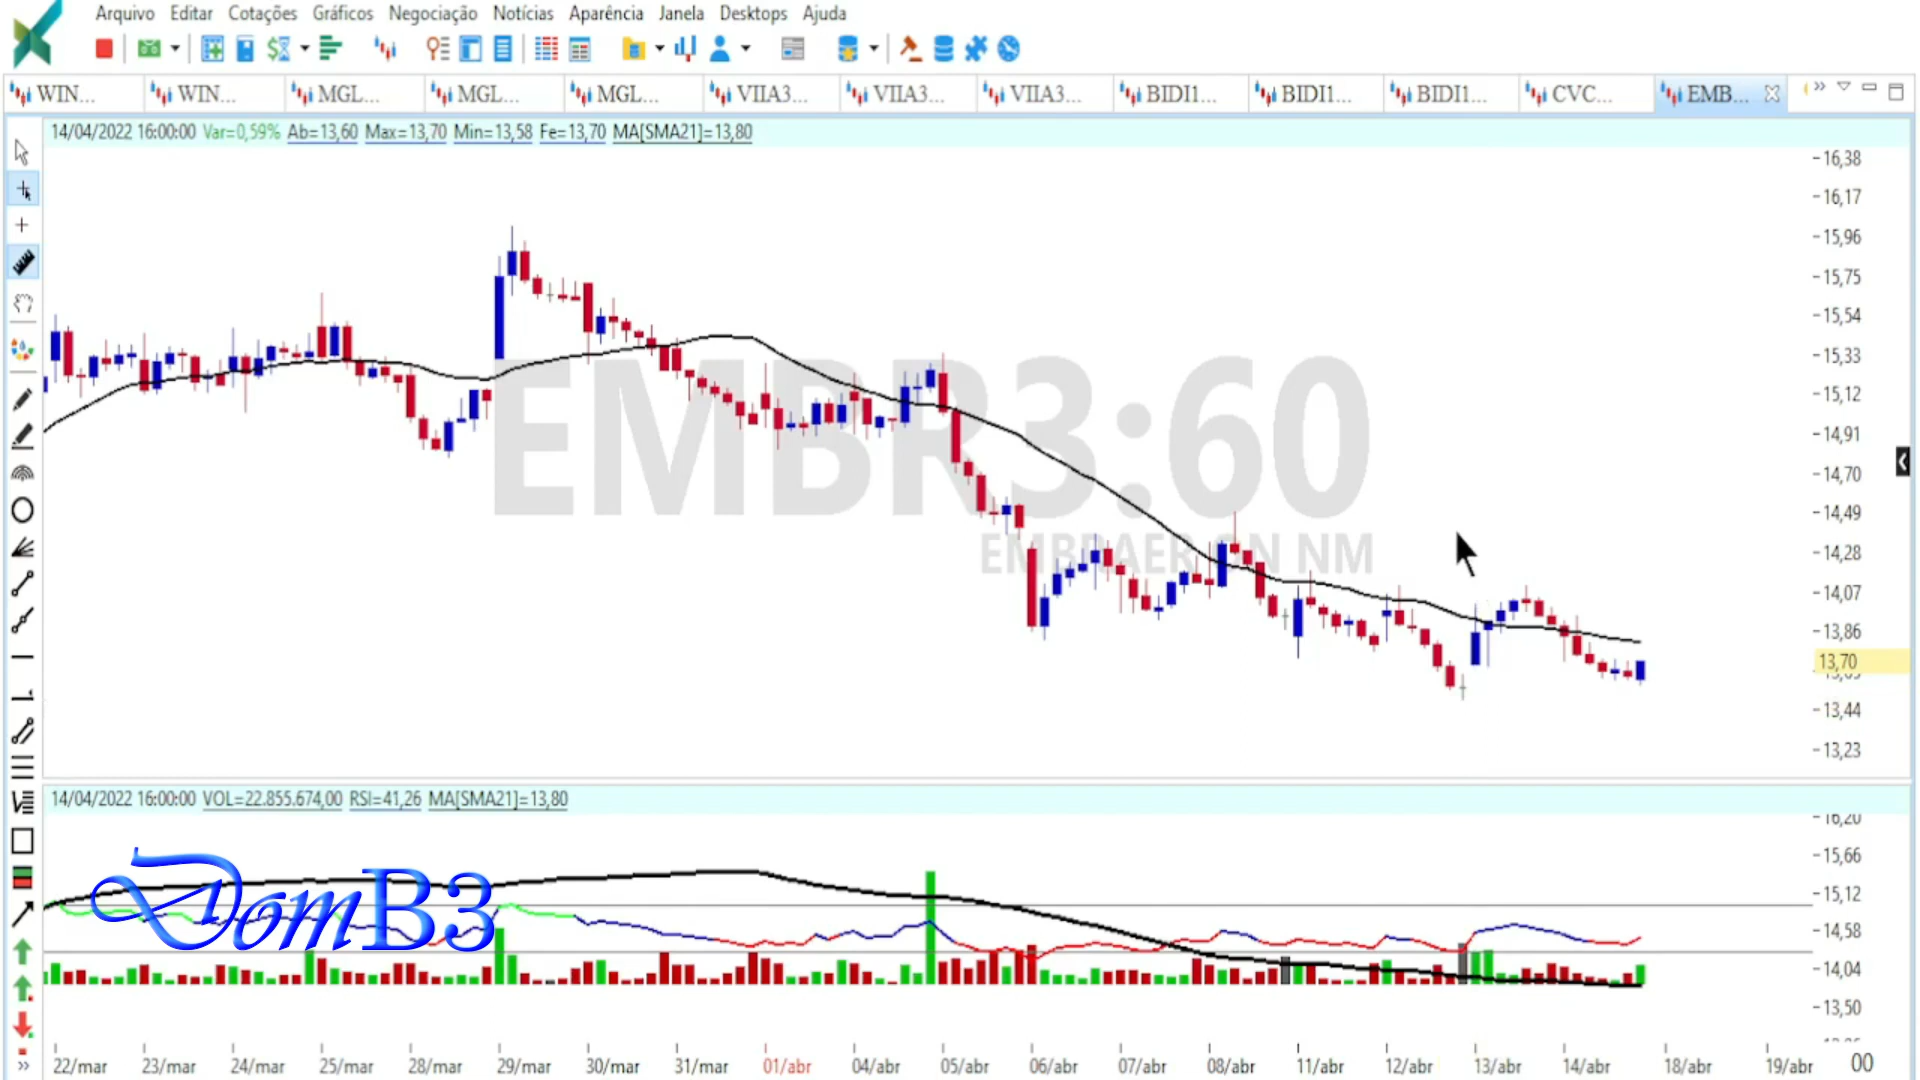 Arquivo Editar Cotações Gráficos Negociação Notícias Aparência Janela Desktops Ajuda
WIN... WIN... MGL... MGL... MGL... VIIA3... VIIA3... VIIA3... BIDI1... BIDI1... BIDI1... CVC... EMB...
14/04/2022 16:00:00 Var=0,59% Ab=13,60 Max=13,70 Min=13,58 Fe=13,70 MA[SMA21]=13,80
16,38
16,17
15,96
15,75
15,54
15,33
15,12
14,91
14,70
14,49
14,28
14,07
13,86
13,70
13,44
13,23
EMBR3:60
EMBRAER ON NM
14/04/2022 16:00:00 VOL=22.855.674,00 RSI=41,26 MA[SMA21]=13,80
16,20
15,66
15,12
14,58
14,04
13,50
DomB3
22/mar 23/mar 24/mar 25/mar 28/mar 29/mar 30/mar 31/mar 01/abr 04/abr 05/abr 06/abr 07/abr 08/abr 11/abr 12/abr 13/abr 14/abr 18/abr 19/abr 00